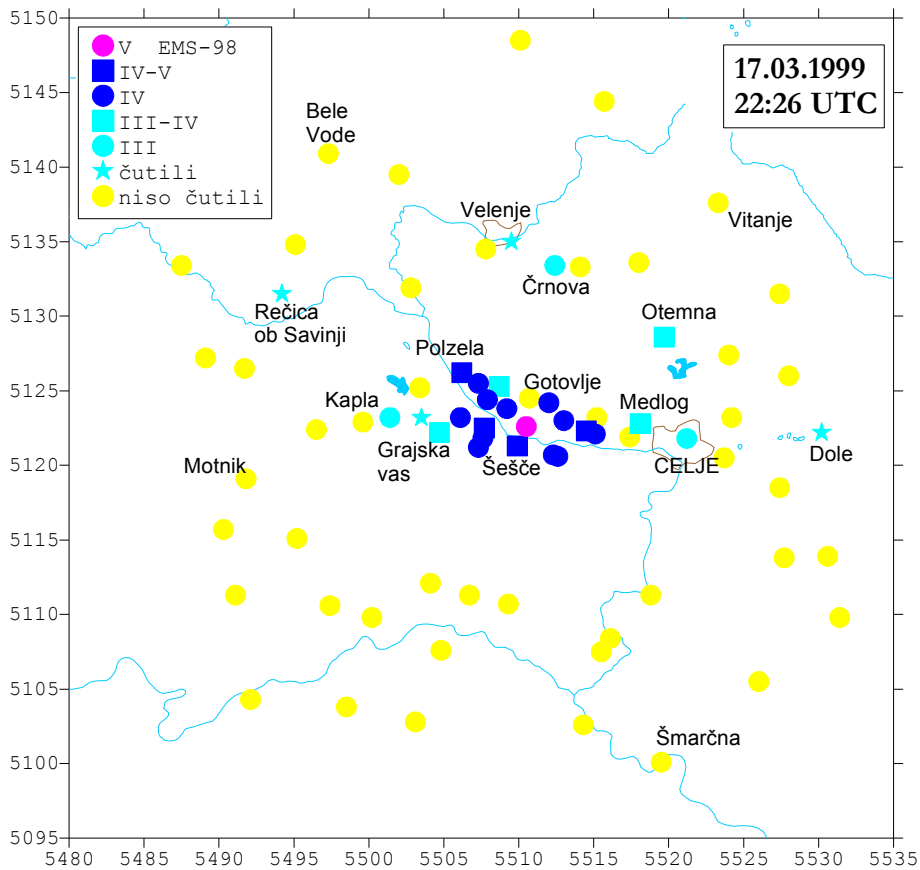 5150
5145
5140
5135
5130
5125
5120
5115
5110
5105
5100
5095
5480 5485 5490 5495 5500 5505 5510 5515 5520 5525 5530 5535
V EMS-98
IV-V
IV
III-IV
III
čutili
niso čutili
17.03.1999
22:26 UTC
Bele
Vode
Velenje
Vitanje
Črnova
Rečica
ob Savinji
Otemna
Polzela
Kapla
Gotovlje
Medlog
Grajska
vas
Šešče
CELJE
Dole
Motnik
Šmarčna